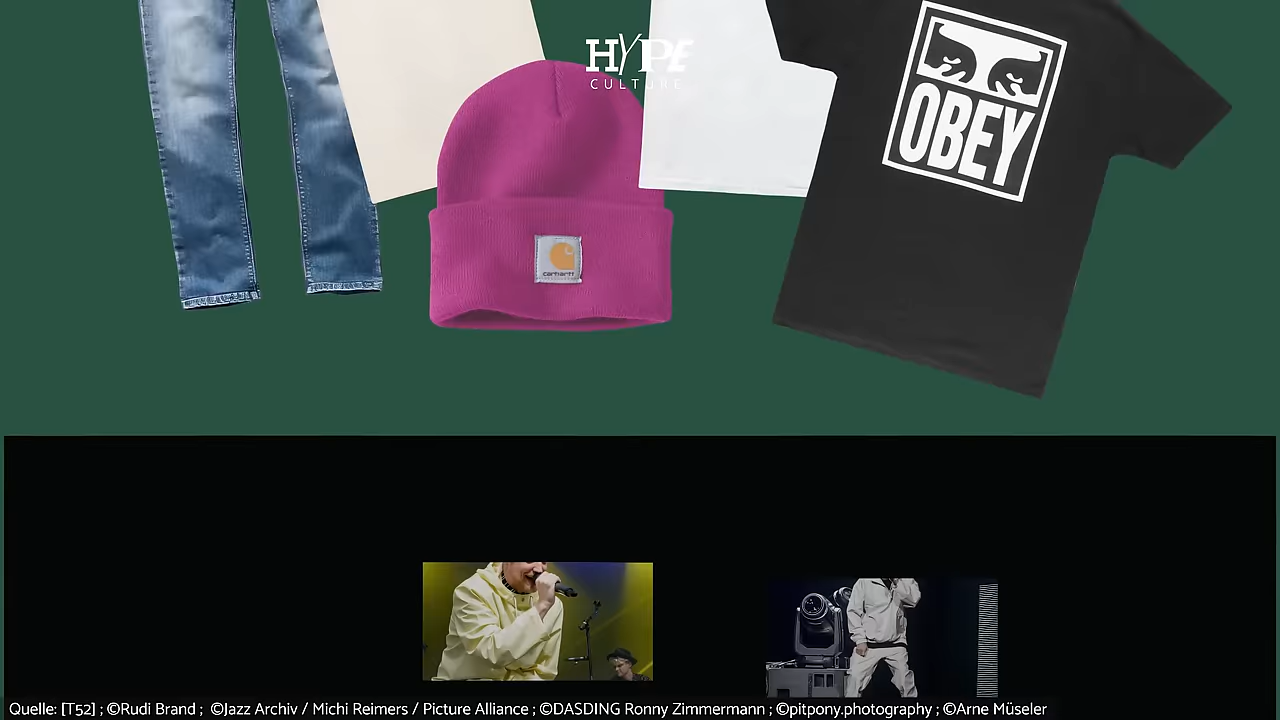 HYPE
CULTURE
OBEY
carhartt
Quelle: [T52] ; ©Rudi Brand ; ©Jazz Archiv / Michi Reimers / Picture Alliance ; ©DASDING Ronny Zimmermann ; ©pitpony.photography ; ©Arne Müseler